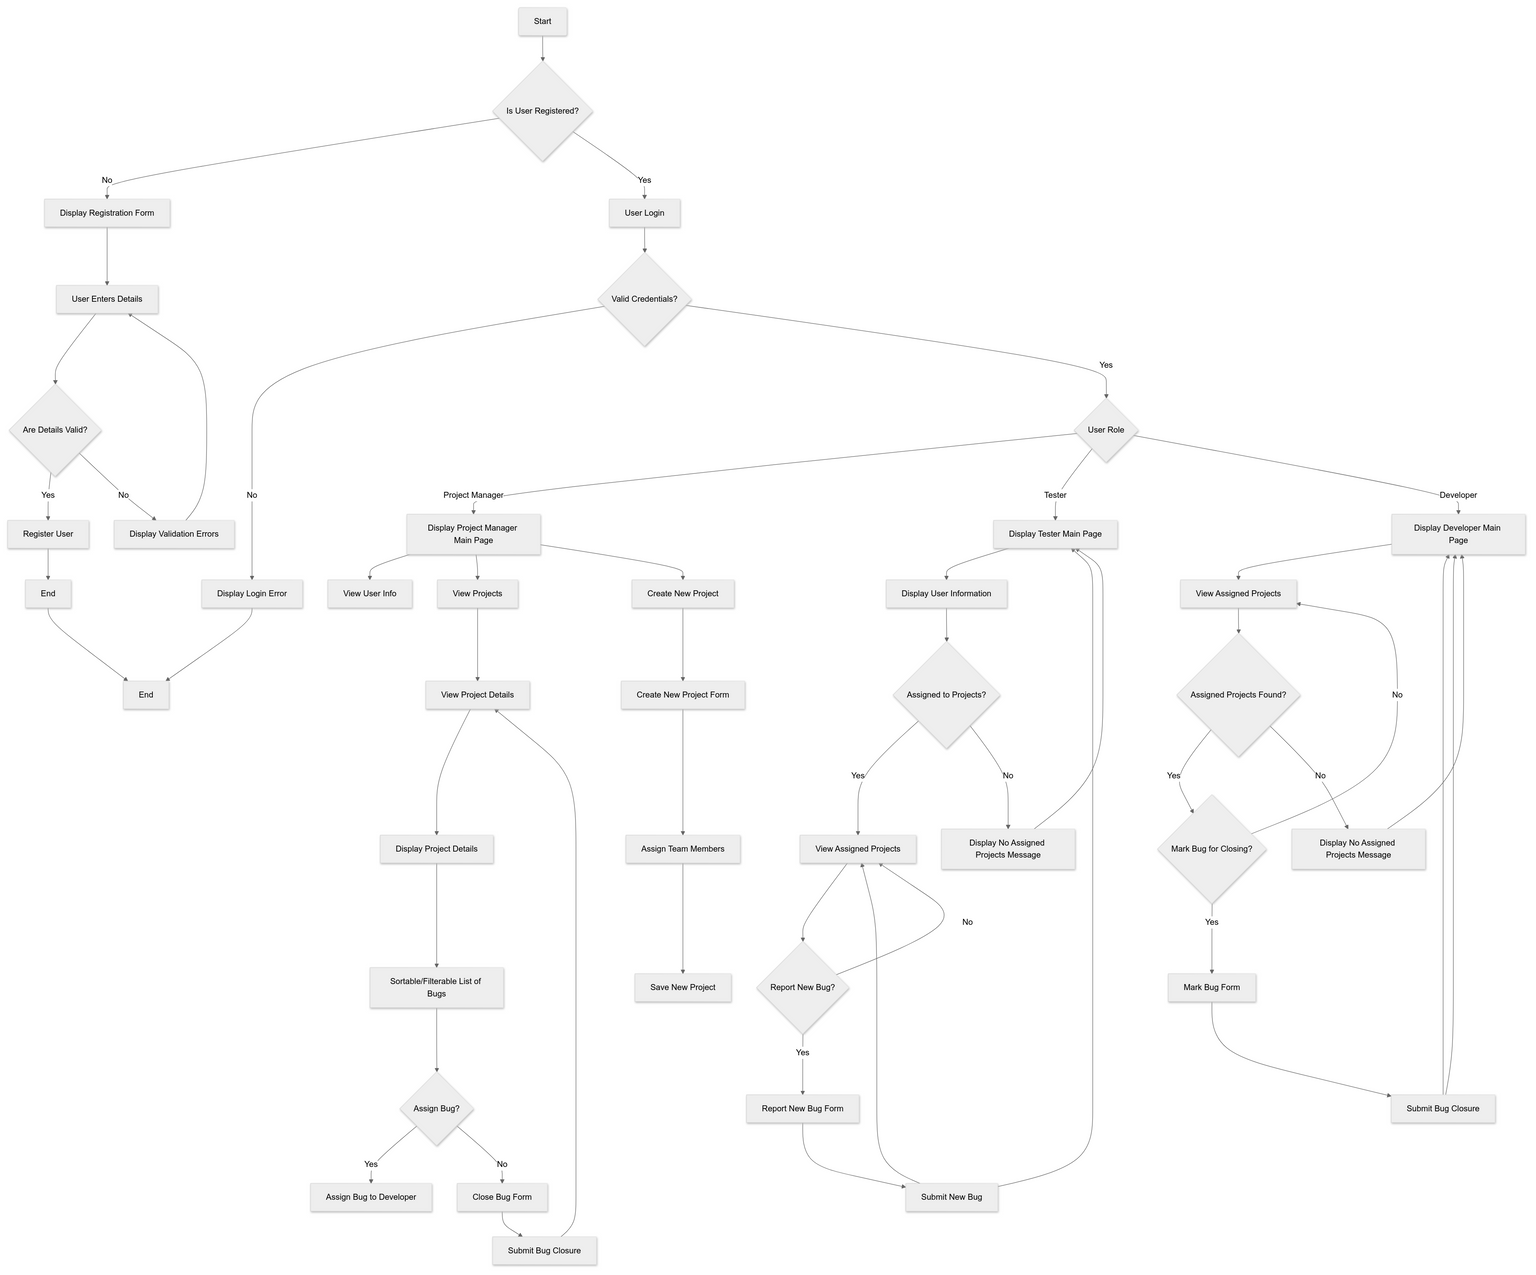 Start
Is User Registered?
No
Yes
Display Registration Form
User Login
User Enters Details
Valid Credentials?
Yes
Are Details Valid?
User Role
Yes
No
No
Project Manager
Tester
Developer
Register User
Display Validation Errors
Display Project Manager
Main Page
Display Tester Main Page
Display Developer Main
Page
End
Display Login Error
View User Info
View Projects
Create New Project
Display User Information
View Assigned Projects
End
View Project Details
Create New Project Form
Assigned to Projects?
Assigned Projects Found?
No
Yes
No
Yes
No
Display Project Details
Assign Team Members
View Assigned Projects
Display No Assigned
Projects Message
Mark Bug for Closing?
Display No Assigned
Projects Message
No
Yes
Sortable/Filterable List of
Bugs
Save New Project
Report New Bug?
Mark Bug Form
Yes
Assign Bug?
Report New Bug Form
Submit Bug Closure
Yes
No
Assign Bug to Developer
Close Bug Form
Submit New Bug
Submit Bug Closure